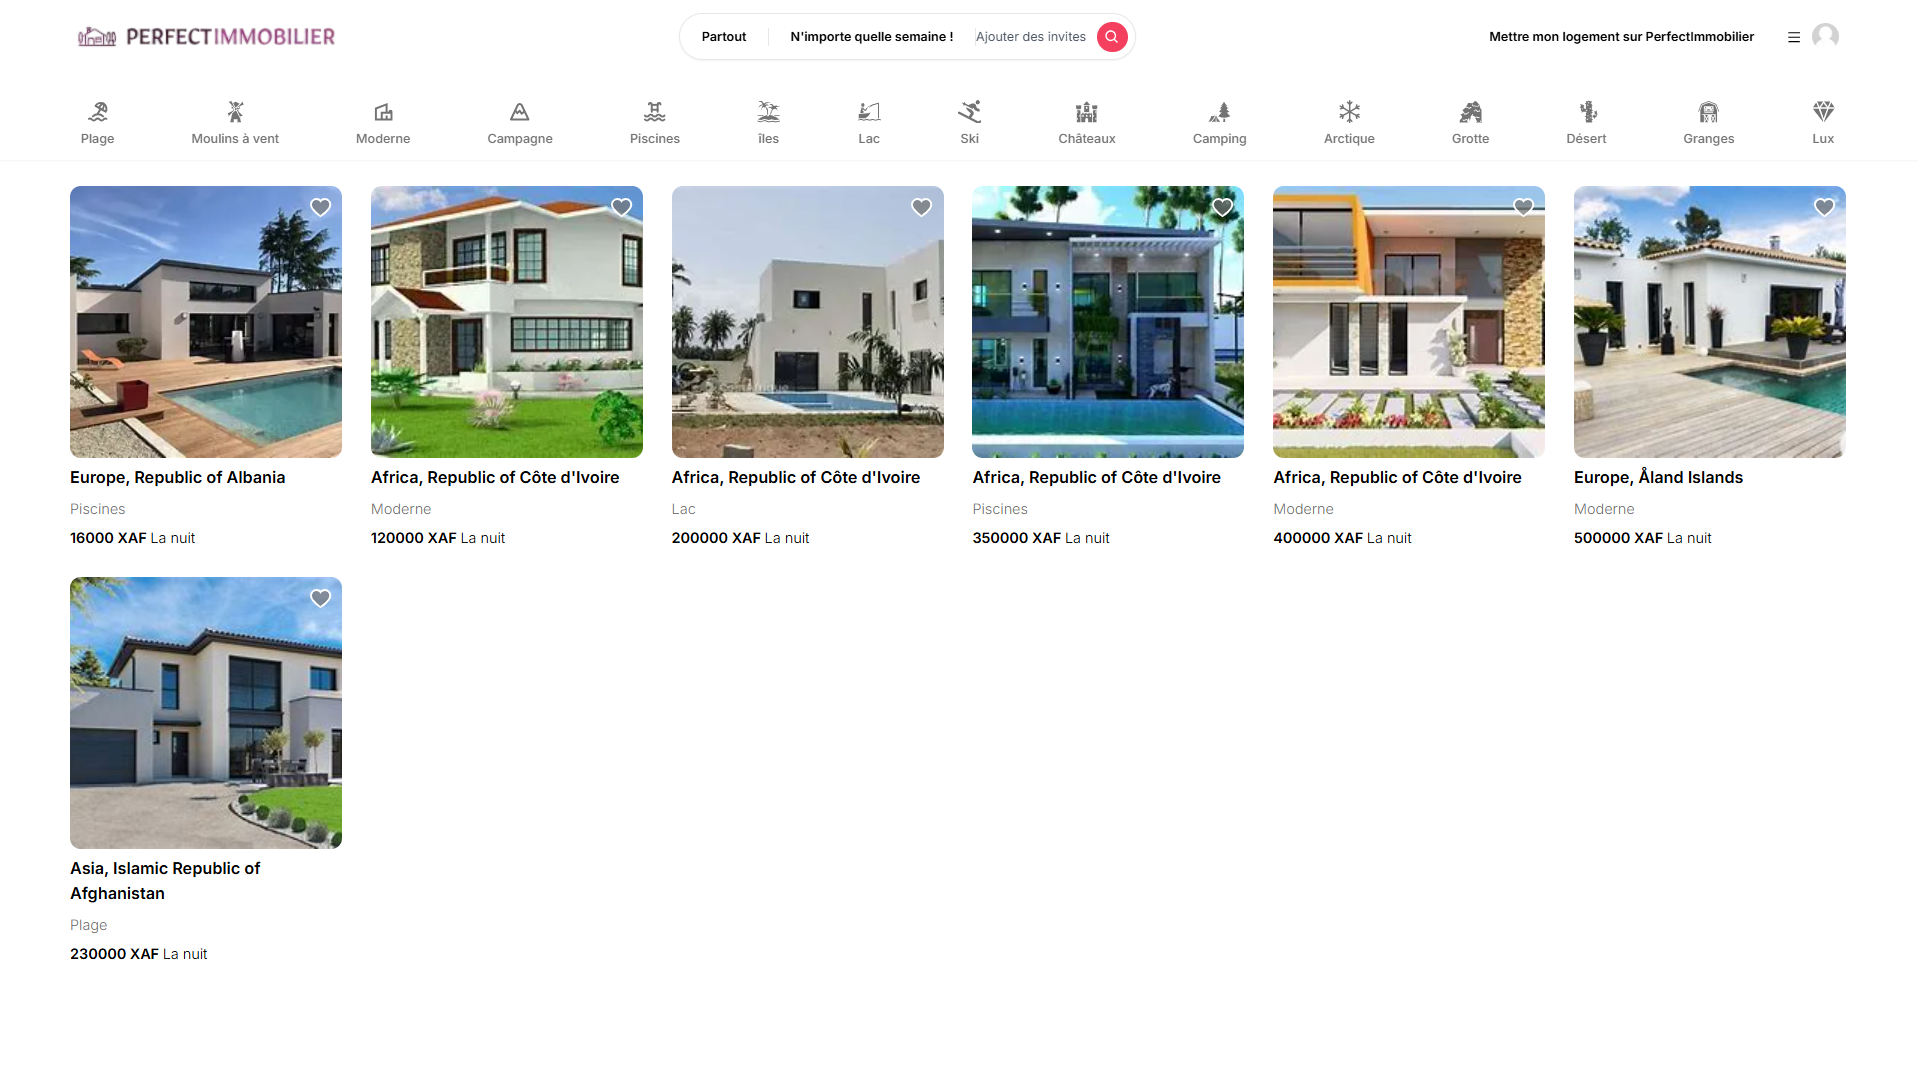 PERFECTIMMOBILIER
Partout
N'importe quelle semaine !
Ajouter des invites
Mettre mon logement sur PerfectImmobilier
Plage
Moulins à vent
Moderne
Campagne
Piscines
îles
Lac
Ski
Châteaux
Camping
Arctique
Grotte
Désert
Granges
Lux
Europe, Republic of Albania
Piscines
16000 XAF La nuit
Africa, Republic of Côte d'Ivoire
Moderne
120000 XAF La nuit
Africa, Republic of Côte d'Ivoire
Lac
200000 XAF La nuit
Africa, Republic of Côte d'Ivoire
Piscines
350000 XAF La nuit
Africa, Republic of Côte d'Ivoire
Moderne
400000 XAF La nuit
Europe, Åland Islands
Moderne
500000 XAF La nuit
Asia, Islamic Republic of
Afghanistan
Plage
230000 XAF La nuit